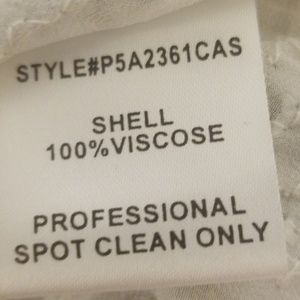 STYLE#P5A2361CAS
SHELL
100%VISCOSE
PROFESSIONAL
SPOT CLEAN ONLY